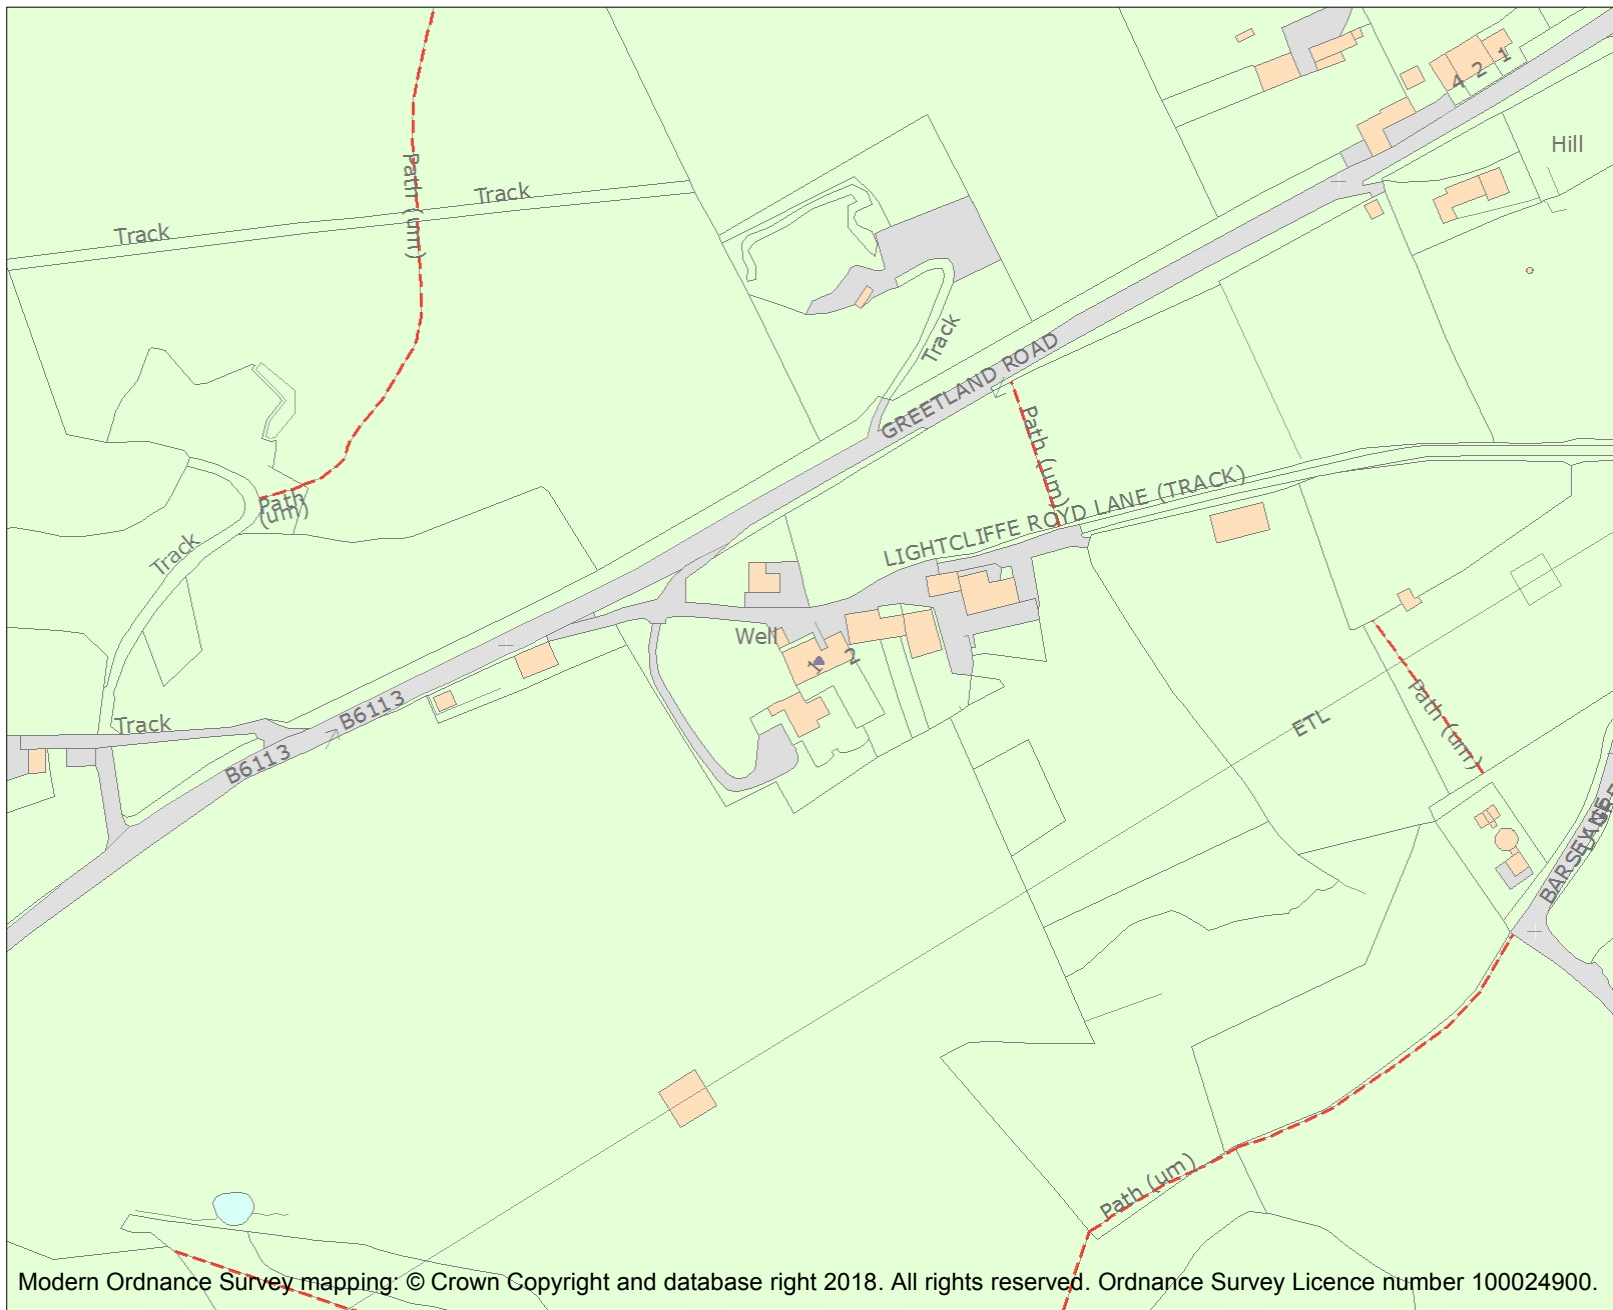 4 2 1
Hill
Path (um)
Track
Track
Track
GREETLAND ROAD
Path (um)
LIGHTCLIFFE ROYD LANE (TRACK)
Path
(um)
Track
Well
1
2
Path (um)
ETL
B6113
B6113
Track
BARSEY
Path (um)
Modern Ordnance Survey mapping: © Crown Copyright and database right 2018. All rights reserved. Ordnance Survey Licence number 100024900.